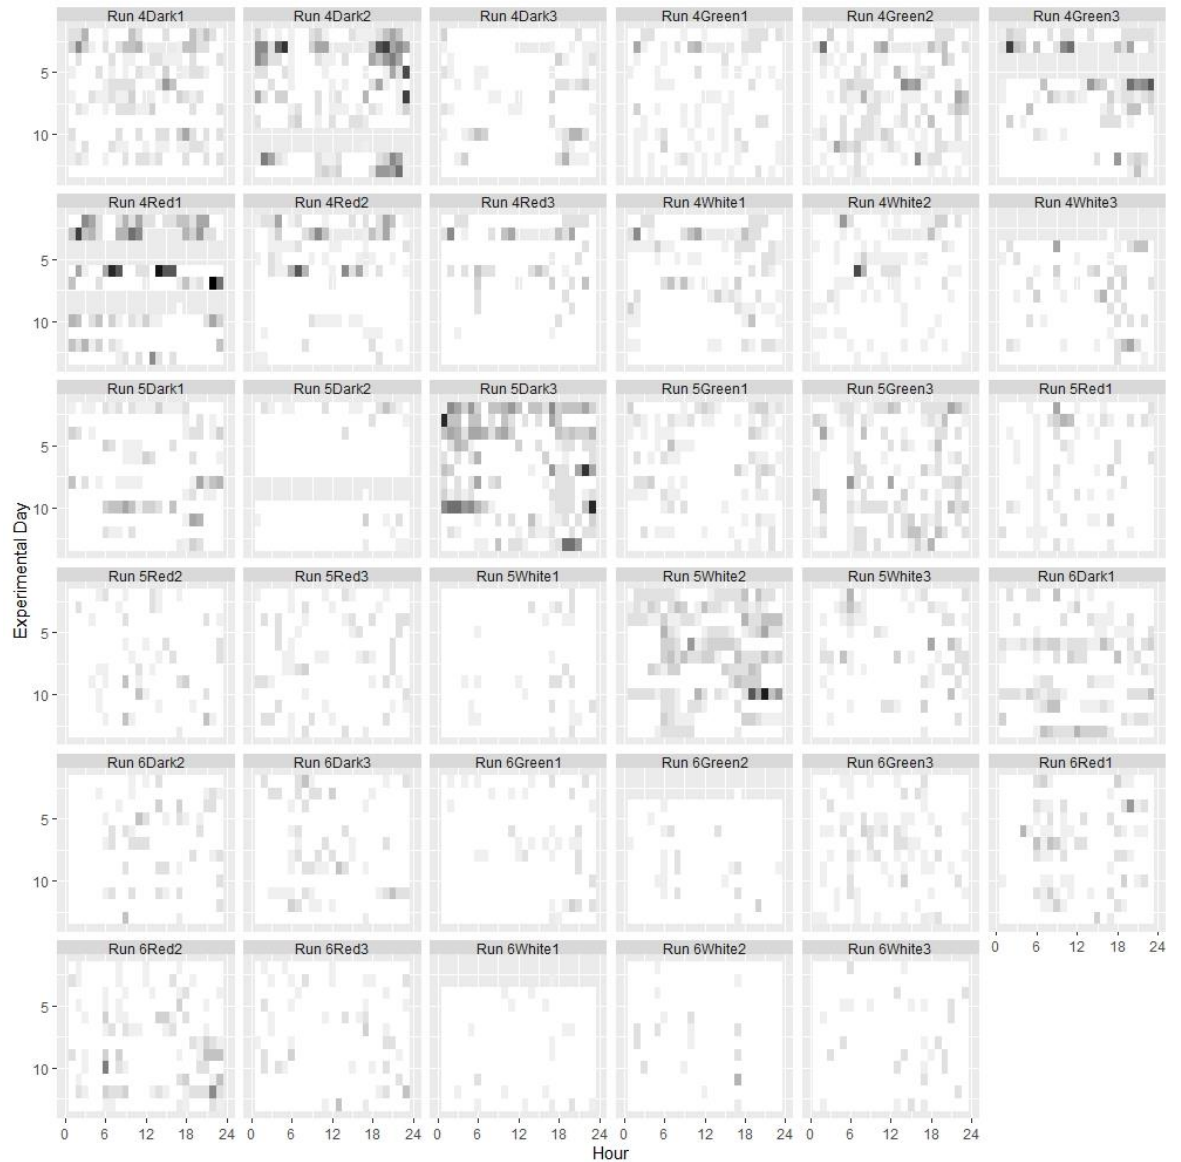 Run 4Dark1 Run 4Dark2 Run 4Dark3 Run 4Green1 Run 4Green2 Run 4Green3
5
10
Run 4Red1 Run 4Red2 Run 4Red3 Run 4White1 Run 4White2 Run 4White3
5
10
Run 5Dark1 Run 5Dark2 Run 5Dark3 Run 5Green1 Run 5Green3 Run 5Red1
5
10
Experimental Day
Run 5Red2 Run 5Red3 Run 5White1 Run 5White2 Run 5White3 Run 6Dark1
5
10
Run 6Dark2 Run 6Dark3 Run 6Green1 Run 6Green2 Run 6Green3 Run 6Red1
5
10
Run 6Red2 Run 6Red3 Run 6White1 Run 6White2 Run 6White3 0 6 12 18 24
5
10
0 6 12 18 24 0 6 12 18 24 0 6 12 18 24 0 6 12 18 24 0 6 12 18 24
Hour